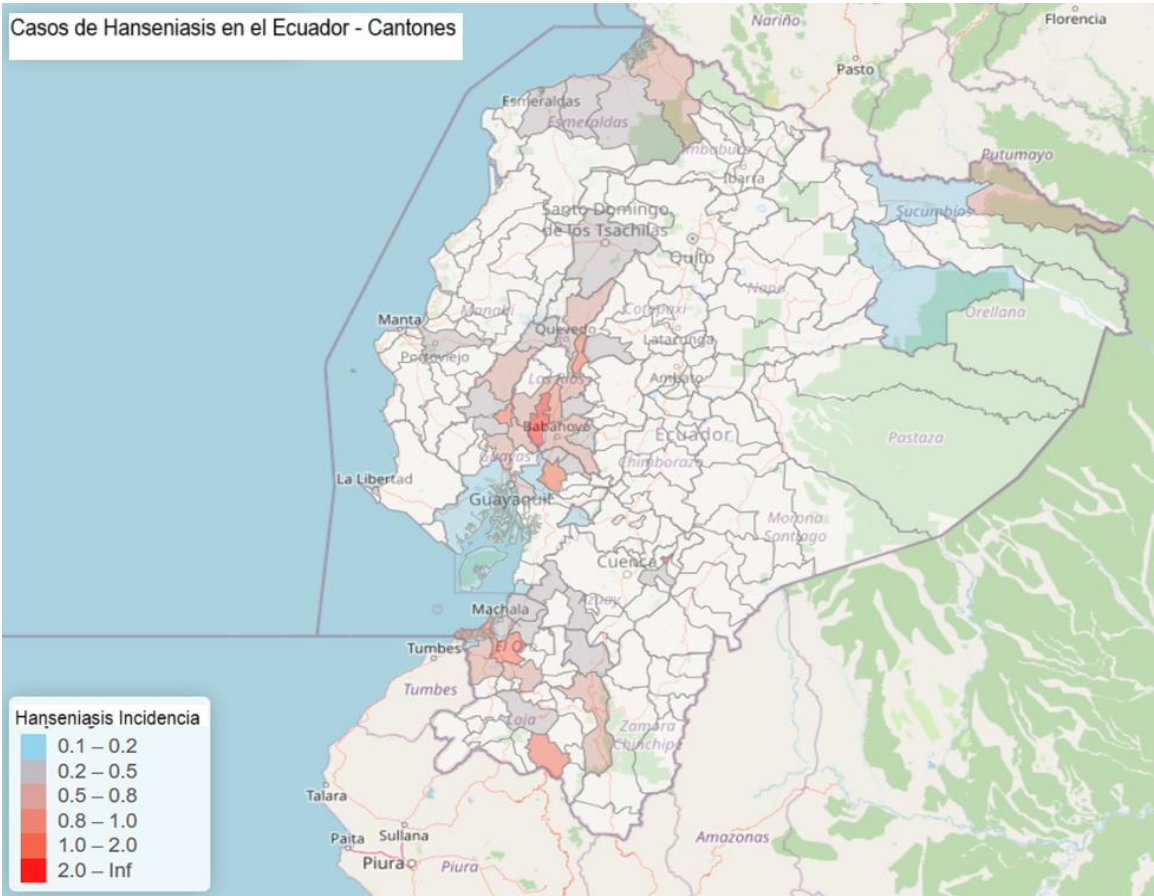 Casos de Hanseniasis en el Ecuador - Cantones
Nariño
Florencia
Pasto
Esmeraldas
Esmeraldas
Imbabura
Ibarra
Putumayo
Sucumbíos
Santo Domingo
de los Tsáchilas
Quito
Napo
Orellana
Manabí
Cotopaxi
Manta
Quevedo
Portoviejo
Latacunga
Los Ríos
Ambato
Babahoyo
Ecuador
Pastaza
Guayas
Chimborazo
La Libertad
Guayaquil
Morona
Santiago
Cuenca
Azuay
Machala
El Oro
Tumbes
Tumbes
Loja
Zamora
Chinchipe
Hanseniasis Incidencia
0.1 – 0.2
0.2 – 0.5
0.5 – 0.8
0.8 – 1.0
1.0 – 2.0
2.0 – Inf
Talara
Sullana
Paita
Piura
Piura
Amazonas